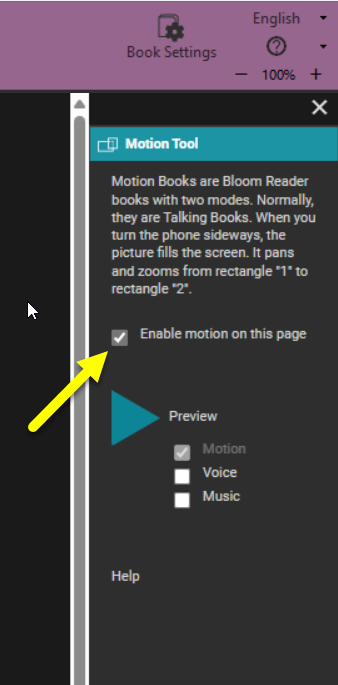 English
Book Settings
100%
Motion Tool
Motion Books are Bloom Reader
books with two modes. Normally,
they are Talking Books. When you
turn the phone sideways, the
picture fills the screen. It pans
and zooms from rectangle "1" to
rectangle "2".
Enable motion on this page
Preview
Motion
Voice
Music
Help